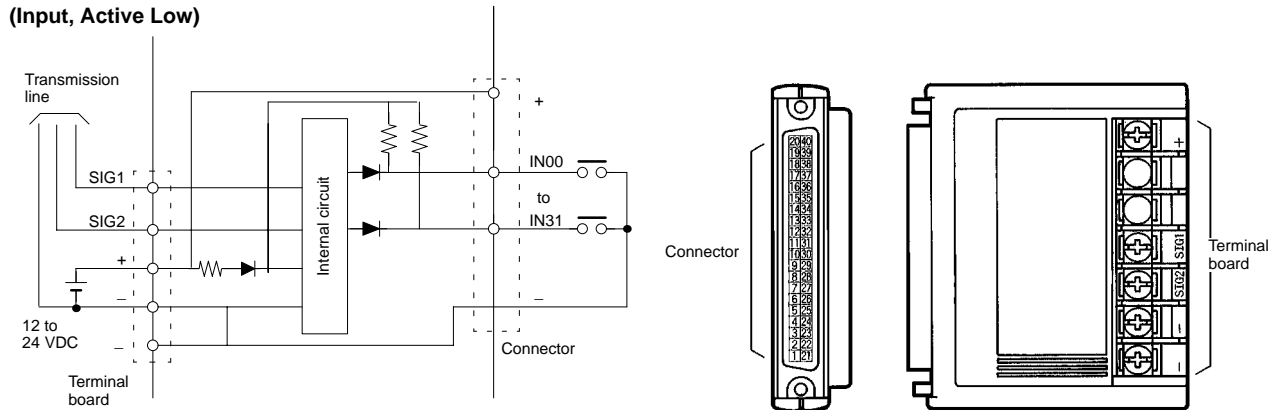 (Input, Active Low)
Transmission
line
SIG1
SIG2
+
–
12 to
24 VDC
–
Terminal
board
Internal circuit
+
IN00
to
IN31
–
Connector
Connector
20 40
19 39
18 38
17 37
16 36
15 35
14 34
13 33
12 32
11 31
10 30
9 29
8 28
7 27
6 26
5 25
4 24
3 23
2 22
1 21
+
SIG1
SIG2
–
–
Terminal
board